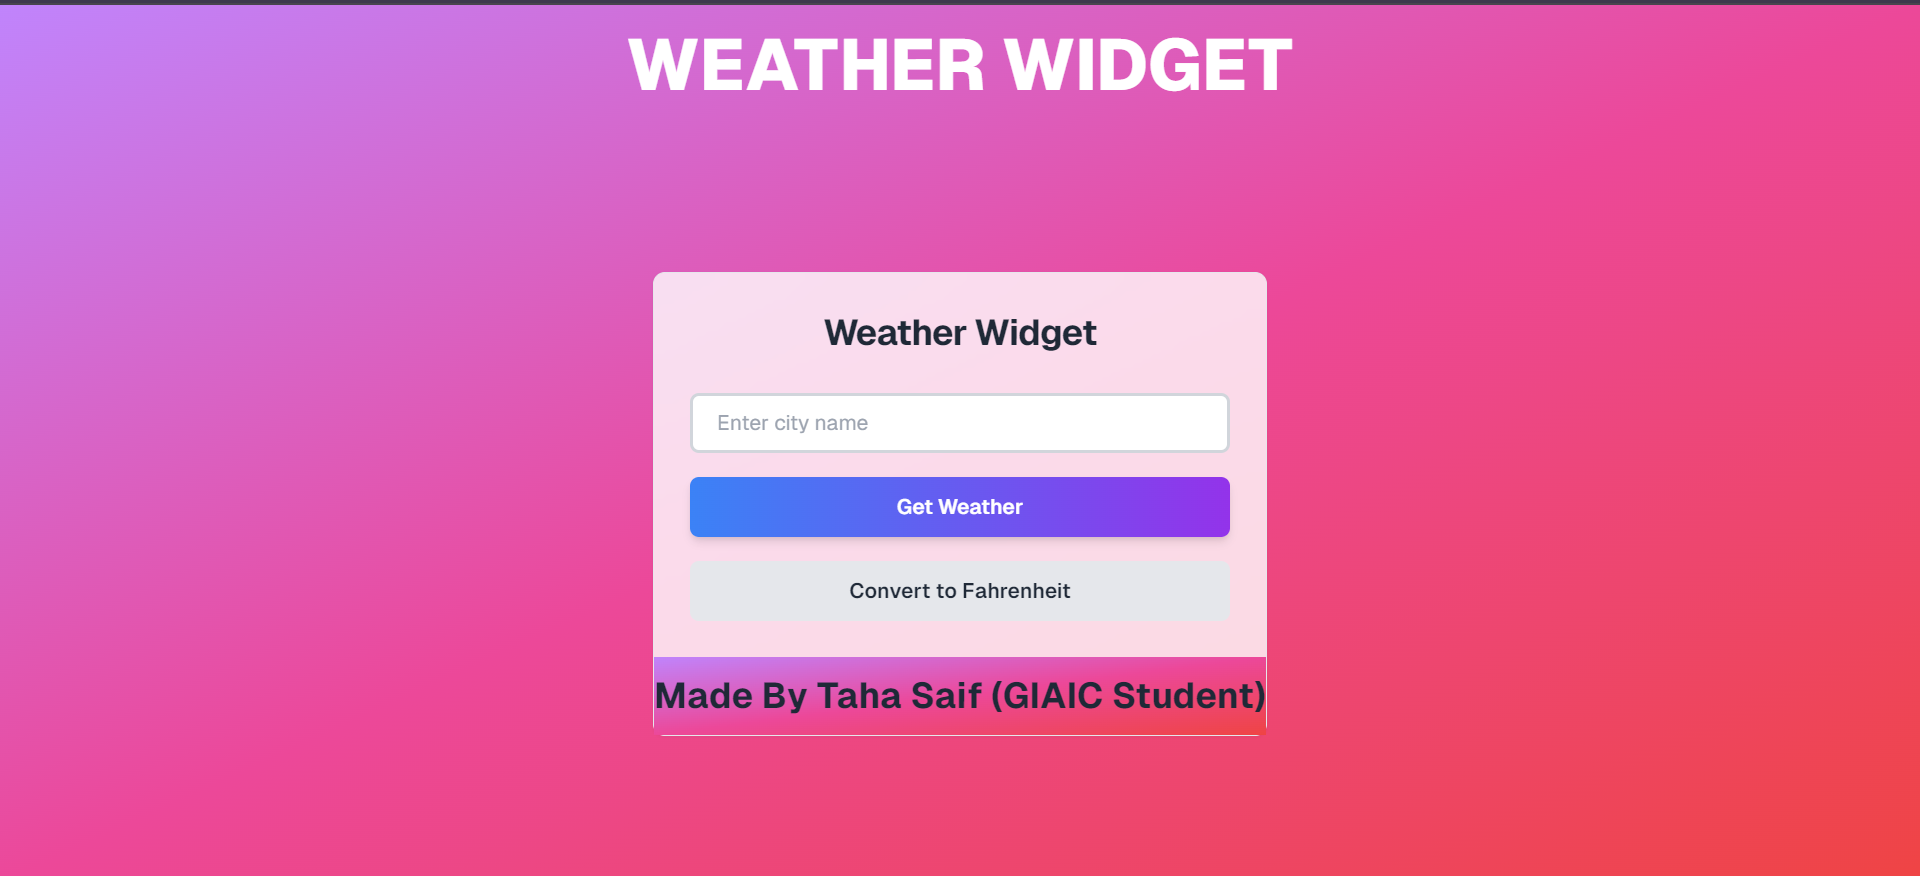 WEATHER WIDGET
Weather Widget
Enter city name
Get Weather
Convert to Fahrenheit
Made By Taha Saif (GIAIC Student)